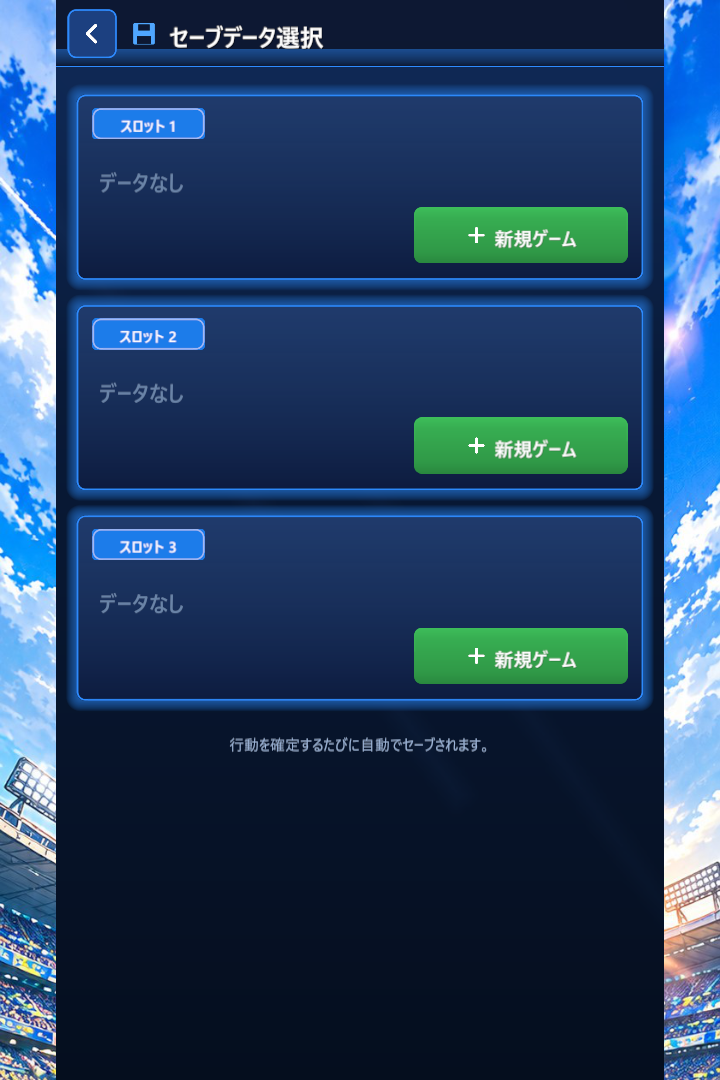 セーブデータ選択
スロット 1
データなし
+ 新規ゲーム
スロット 2
データなし
+ 新規ゲーム
スロット 3
データなし
+ 新規ゲーム
行動を確定するたびに自動でセーブされます。